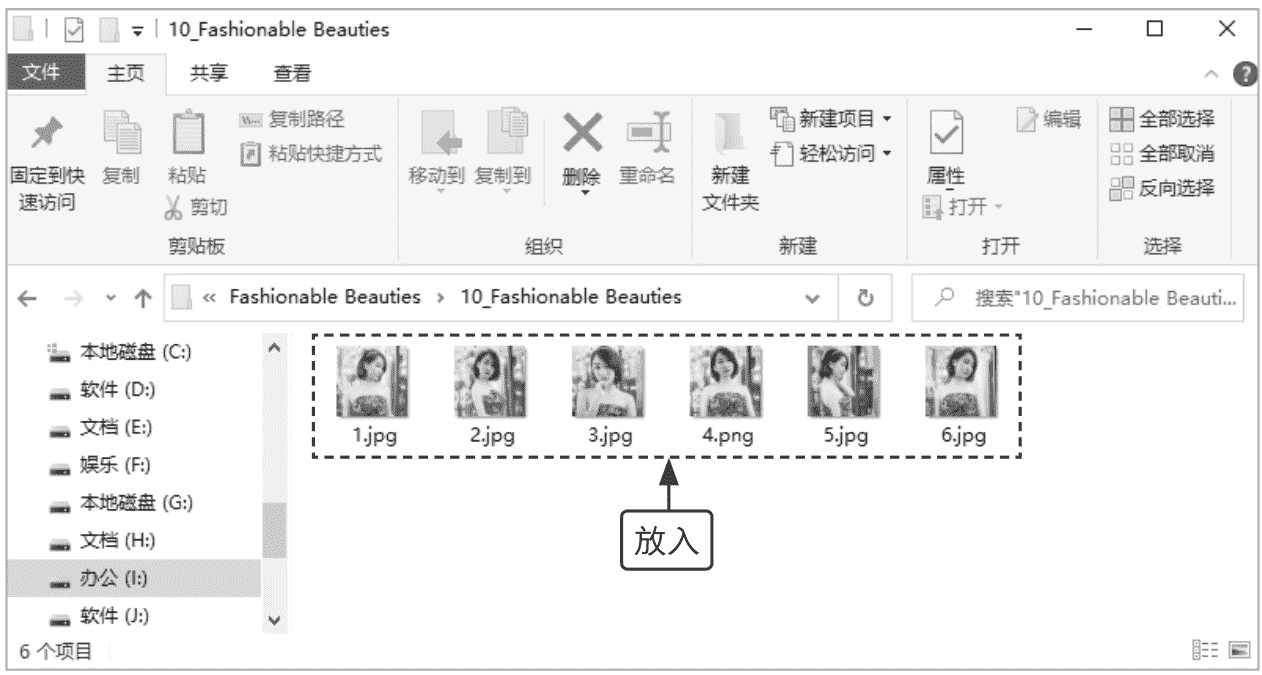 10_Fashionable Beauties
文件 主页 共享 查看
固定到快速访问
复制
粘贴
复制路径
粘贴快捷方式
剪切
剪贴板
移动到
复制到
删除
重命名
组织
新建文件夹
新建项目
轻松访问
新建
属性
打开
编辑
打开
全部选择
全部取消
反向选择
选择
« Fashionable Beauties › 10_Fashionable Beauties
搜索"10_Fashionable Beauti...
本地磁盘 (C:)
软件 (D:)
文档 (E:)
娱乐 (F:)
本地磁盘 (G:)
文档 (H:)
办公 (I:)
软件 (J:)
1.jpg 2.jpg 3.jpg 4.png 5.jpg 6.jpg
放入
6 个项目